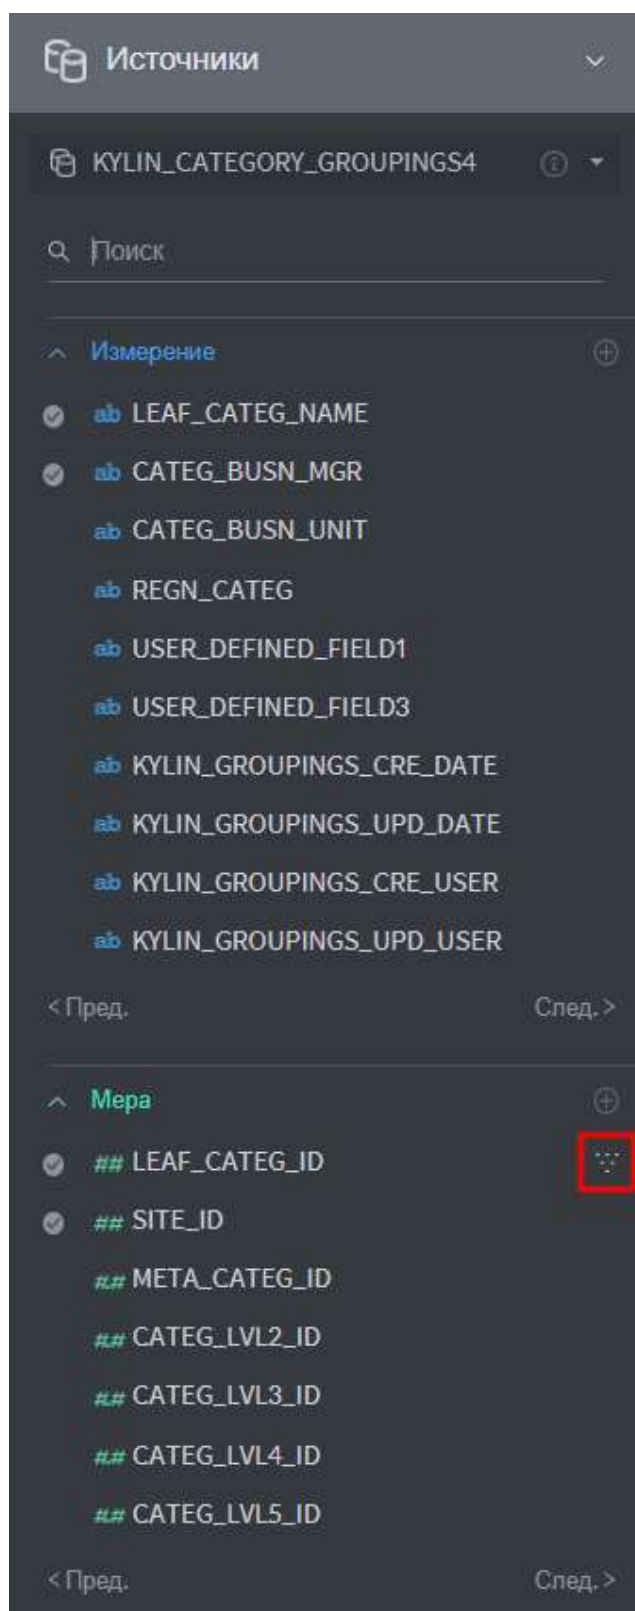 Источники
KYLIN_CATEGORY_GROUPINGS4
Поиск
Измерение
ab LEAF_CATEG_NAME
ab CATEG_BUSN_MGR
ab CATEG_BUSN_UNIT
ab REGN_CATEG
ab USER_DEFINED_FIELD1
ab USER_DEFINED_FIELD3
ab KYLIN_GROUPINGS_CRE_DATE
ab KYLIN_GROUPINGS_UPD_DATE
ab KYLIN_GROUPINGS_CRE_USER
ab KYLIN_GROUPINGS_UPD_USER
<Пред. След.>
Мера
## LEAF_CATEG_ID
## SITE_ID
#.# META_CATEG_ID
#.# CATEG_LVL2_ID
#.# CATEG_LVL3_ID
#.# CATEG_LVL4_ID
#.# CATEG_LVL5_ID
<Пред. След.>